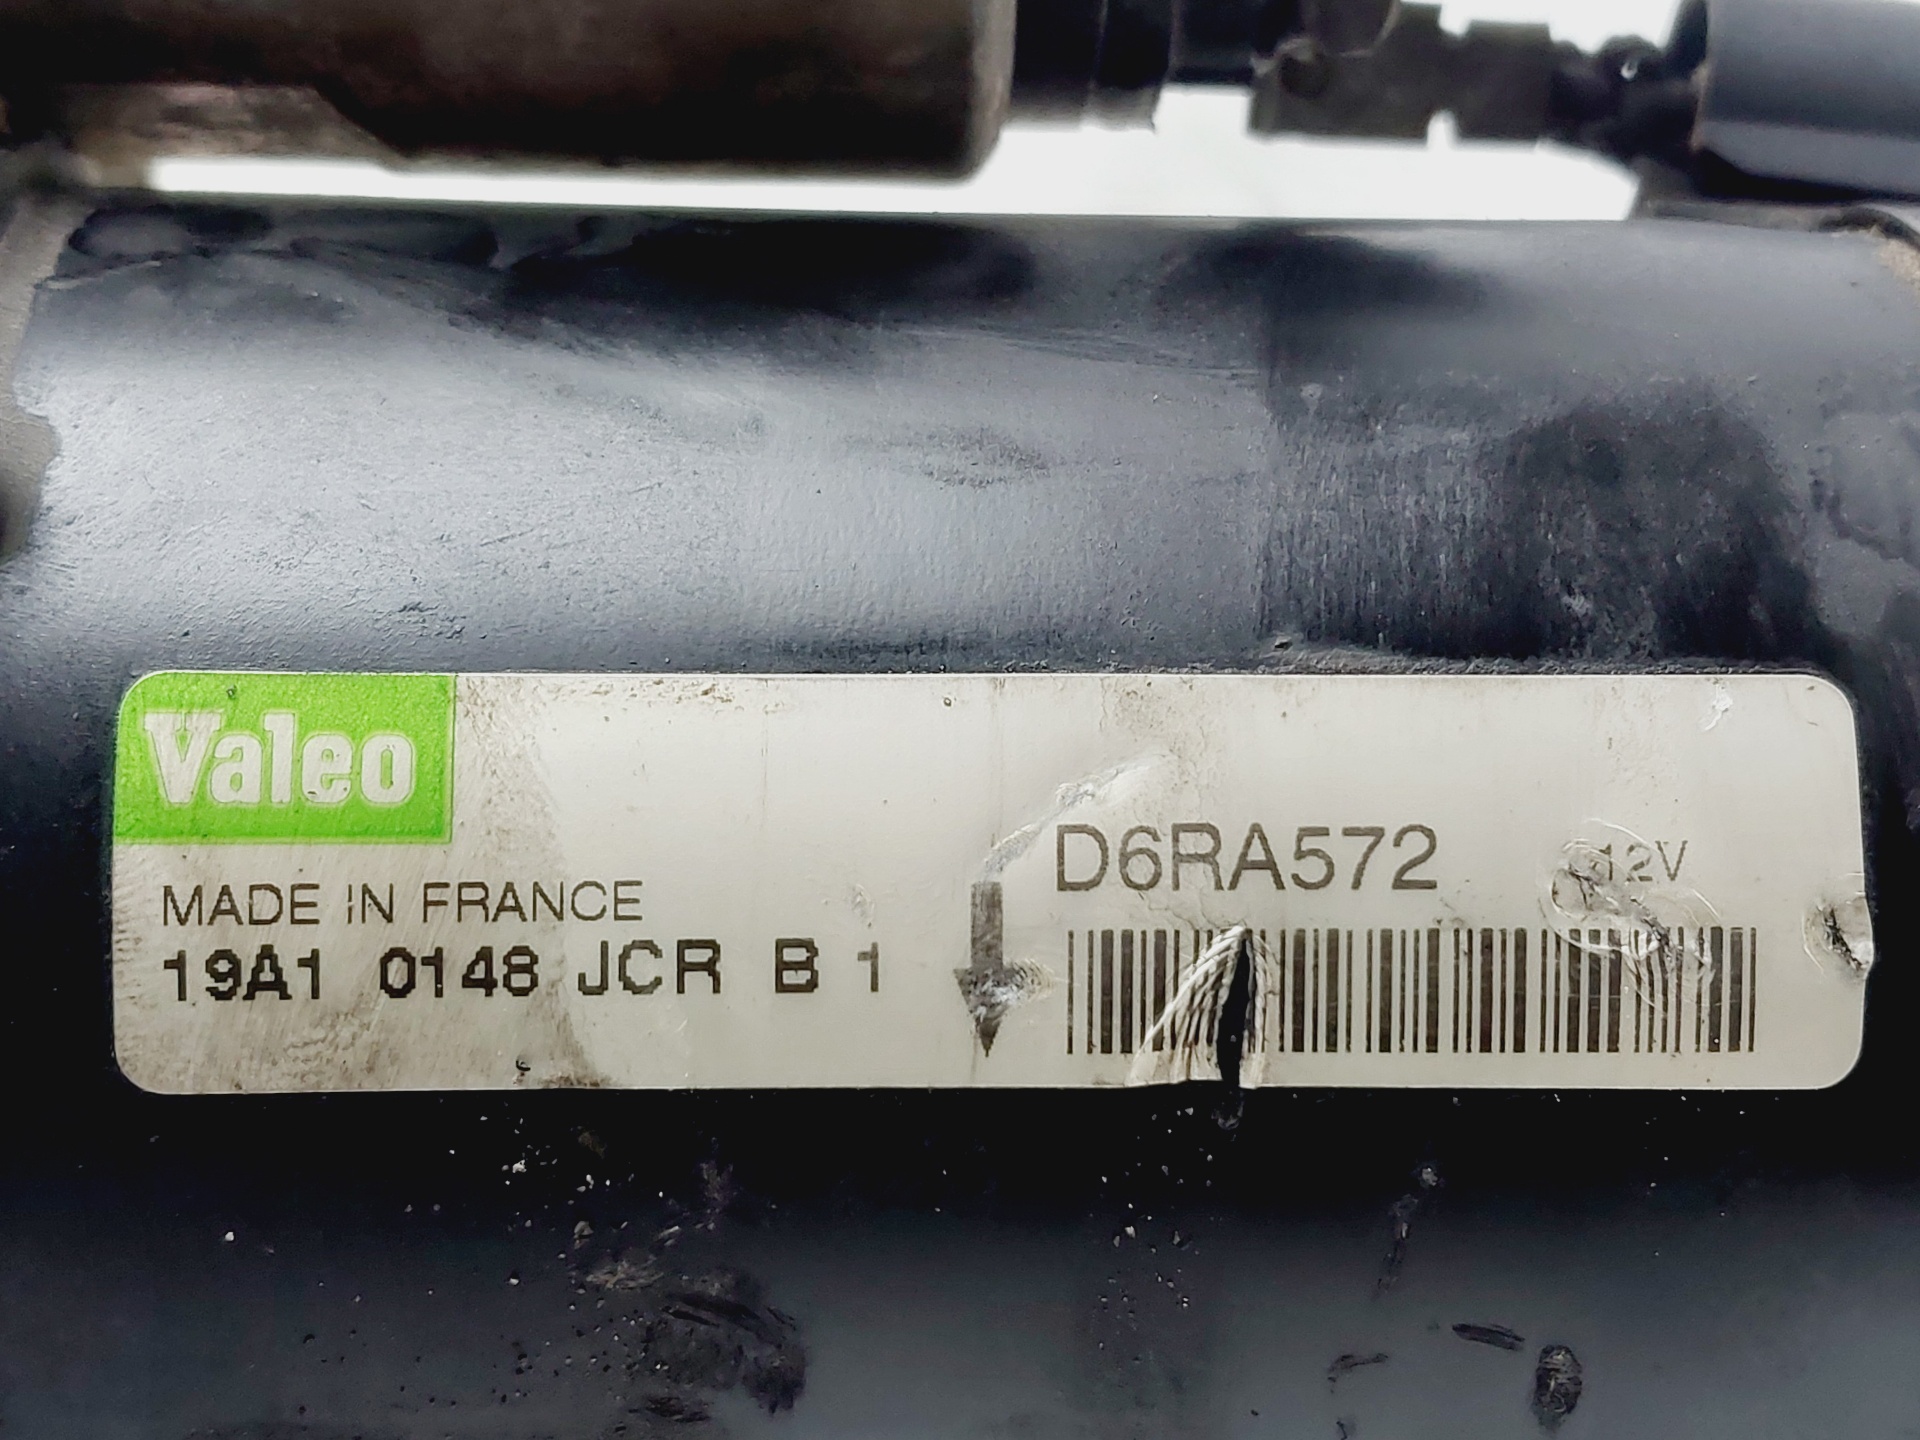 Valeo
MADE IN FRANCE
19A1 0148 JCR B 1
D6RA572 12V